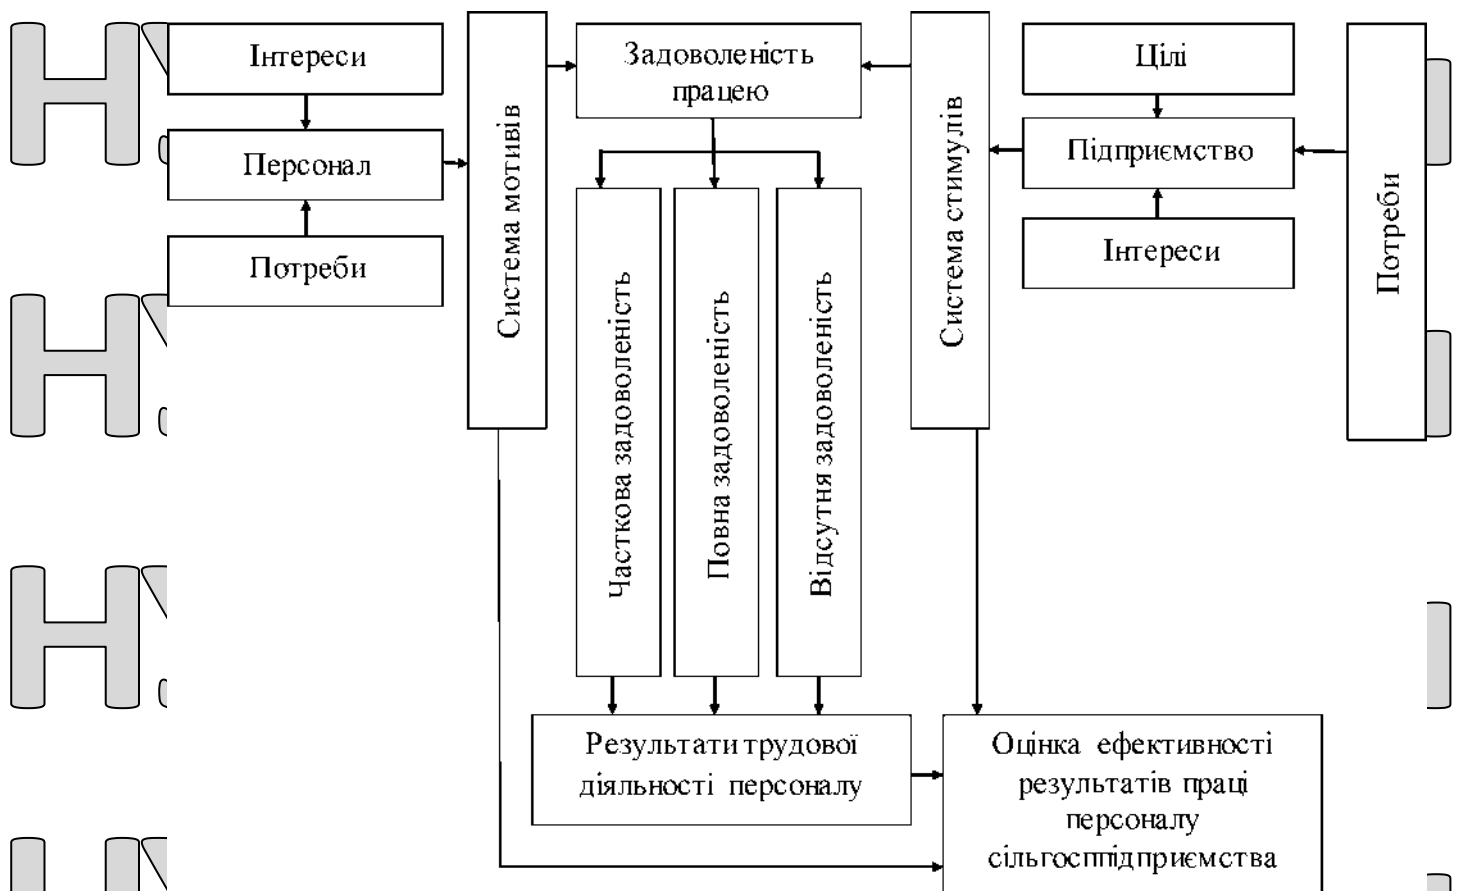 Інтереси
Персонал
Потреби
Система мотивів
Задоволеність
працею
Часткова задоволеність
Повна задоволеність
Відсутня задоволеність
Система стимулів
Цілі
Підприємство
Інтереси
Потреби
Результати трудової
діяльності персоналу
Оцінка ефективності
результатів праці
персоналу
сільгосппідприємства